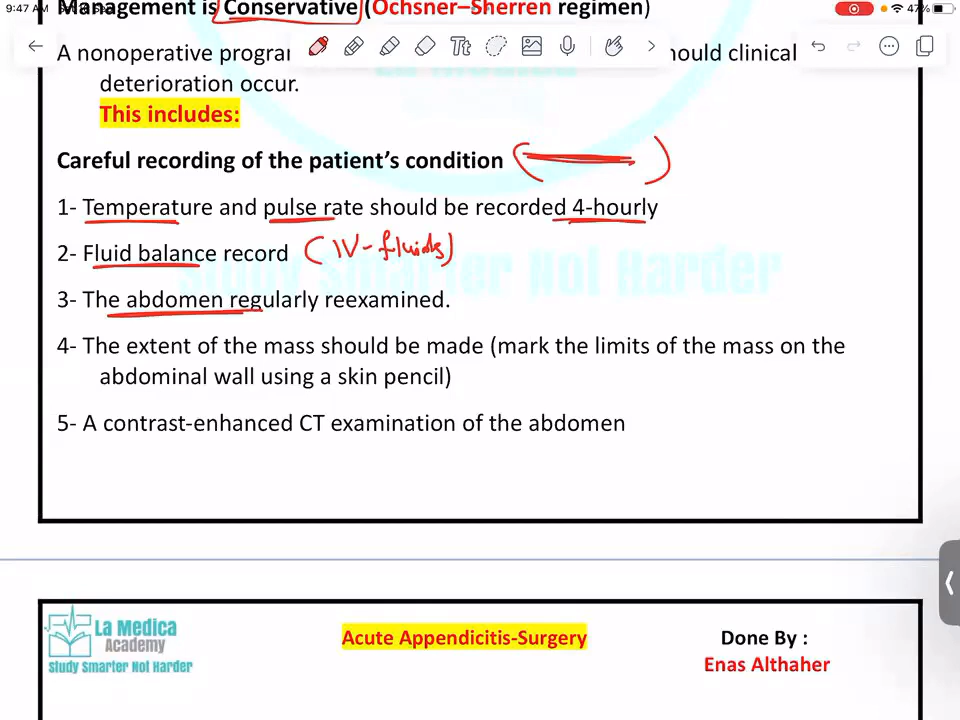 Management is Conservative (Ochsner–Sherren regimen)
9:47 AM
47%
A nonoperative program
hould clinical
deterioration occur.
This includes:
Careful recording of the patient's condition
1- Temperature and pulse rate should be recorded 4-hourly
2- Fluid balance record (IV-fluids)
3- The abdomen regularly reexamined.
4- The extent of the mass should be made (mark the limits of the mass on the
abdominal wall using a skin pencil)
5- A contrast-enhanced CT examination of the abdomen
Study Smarter Not Harder
La Medica
Academy
Study Smarter Not Harder
Acute Appendicitis-Surgery
Done By :
Enas Althaher